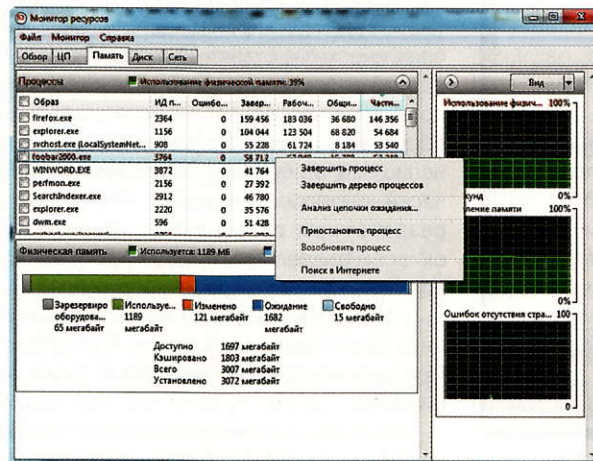 Монитор ресурсов
Файл Монитор Справка
Обзор ЦП Память Диск Сеть
Процессы Использование физической памяти: 39%
Образ ИД п... Ошибо... Завер... Рабоч... Общи... Частн...
firefox.exe 2364 0 159 456 183 036 36 680 146 356
explorer.exe 1156 0 104 044 123 504 68 820 54 684
svchost.exe (LocalSystemNet... 908 0 55 228 61 724 8 184 53 540
foobar2000.exe 3764 0 58 712
WINWORD.EXE 3872 0 41 764
perfmon.exe 2156 0 27 392
SearchIndexer.exe 2912 0 46 780
explorer.exe 2220 0 35 576
dwm.exe 596 0 51 428
Завершить процесс
Завершить дерево процессов
Анализ цепочки ожидания...
Приостановить процесс
Возобновить процесс
Поиск в Интернете
Физическая память Используется: 1189 МБ
Зарезервиро оборудова... 65 мегабайт
Используе... 1189 мегабайт
Изменено 121 мегабайт
Ожидание 1682 мегабайт
Свободно 15 мегабайт
Доступно 1697 мегабайт
Кэшировано 1803 мегабайт
Всего 3007 мегабайт
Установлено 3072 мегабайт
Вид
Использование физич... 100%
кунд 0%
ление памяти 100%
0%
Ошибок отсутствия стра... 100
0